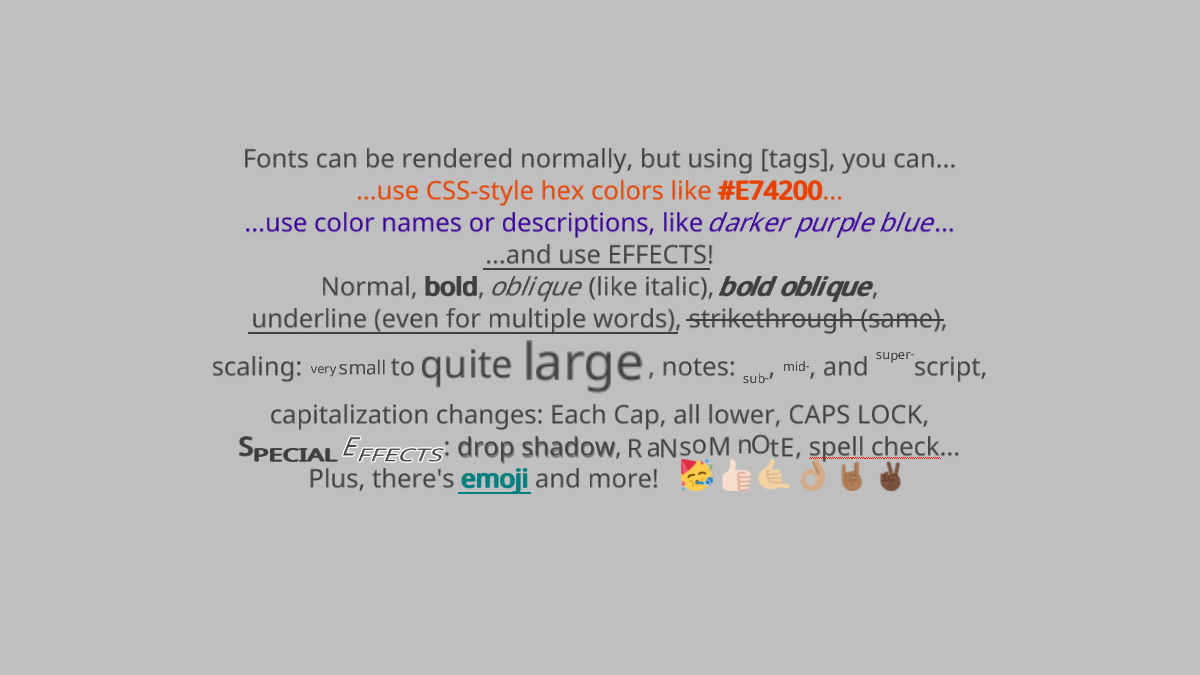 Fonts can be rendered normally, but using [tags], you can...
...use CSS-style hex colors like #E74200...
...use color names or descriptions, like darker purple blue...
...and use EFFECTS!
Normal, bold, oblique (like italic), bold oblique,
underline (even for multiple words), strikethrough (same),
scaling: very small to quite large, notes: sub-, mid-, and super-script,
capitalization changes: Each Cap, all lower, CAPS LOCK,
SPECIAL EFFECTS: drop shadow, RaNsoM nOtE, spell check...
Plus, there's emoji and more! 🥳👍🏻🤙🏼👌🏽🤘🏾✌🏿